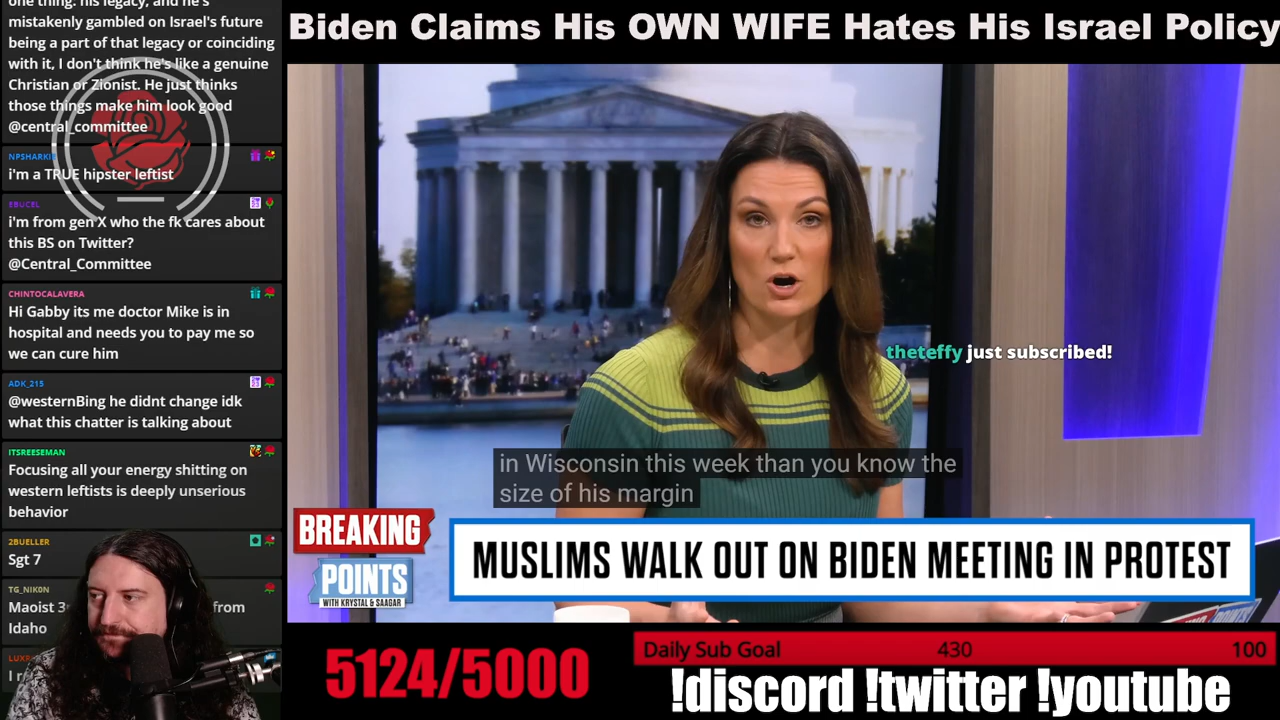 one thing: his legacy, and he's
mistakenly gambled on Israel's future
being a part of that legacy or coinciding
with it, I don't think he's like a genuine
Christian or Zionist. He just thinks
those things make him look good
@central_committee
NPSHARKIE
i'm a TRUE hipster leftist
EBUCEL
i'm from gen X who the fk cares about
this BS on Twitter?
@Central_Committee
CHINTOCALAVERA
Hi Gabby its me doctor Mike is in
hospital and needs you to pay me so
we can cure him
ADK_215
@westernBing he didnt change idk
what this chatter is talking about
ITSREESEMAN
Focusing all your energy shitting on
western leftists is deeply unserious
behavior
2BUELLER
Sgt 7
TG_NIKON
Maoist from
Idaho
Biden Claims His OWN WIFE Hates His Israel Policy
theteffy just subscribed!
in Wisconsin this week than you know the
size of his margin
BREAKING
POINTS
WITH KRYSTAL & SAAGAR
MUSLIMS WALK OUT ON BIDEN MEETING IN PROTEST
5124/5000
Daily Sub Goal 430 100
!discord !twitter !youtube